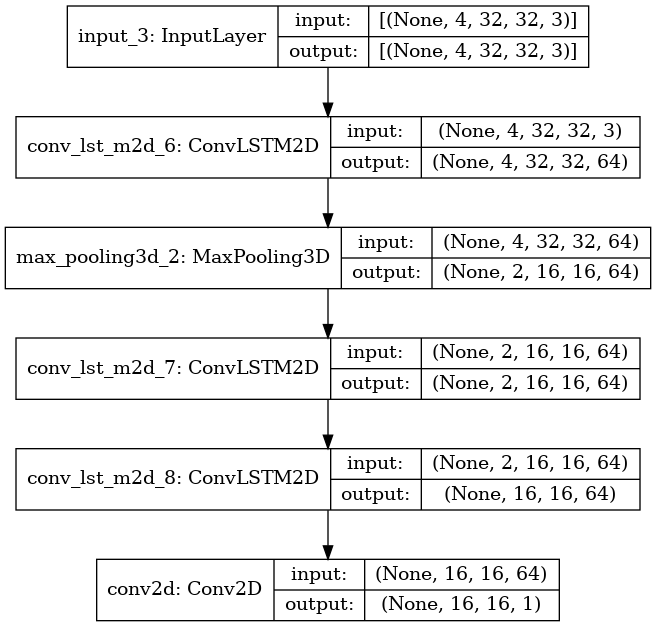 input_3: InputLayer
input: [(None, 4, 32, 32, 3)]
output: [(None, 4, 32, 32, 3)]
conv_lst_m2d_6: ConvLSTM2D
input: (None, 4, 32, 32, 3)
output: (None, 4, 32, 32, 64)
max_pooling3d_2: MaxPooling3D
input: (None, 4, 32, 32, 64)
output: (None, 2, 16, 16, 64)
conv_lst_m2d_7: ConvLSTM2D
input: (None, 2, 16, 16, 64)
output: (None, 2, 16, 16, 64)
conv_lst_m2d_8: ConvLSTM2D
input: (None, 2, 16, 16, 64)
output: (None, 16, 16, 64)
conv2d: Conv2D
input: (None, 16, 16, 64)
output: (None, 16, 16, 1)